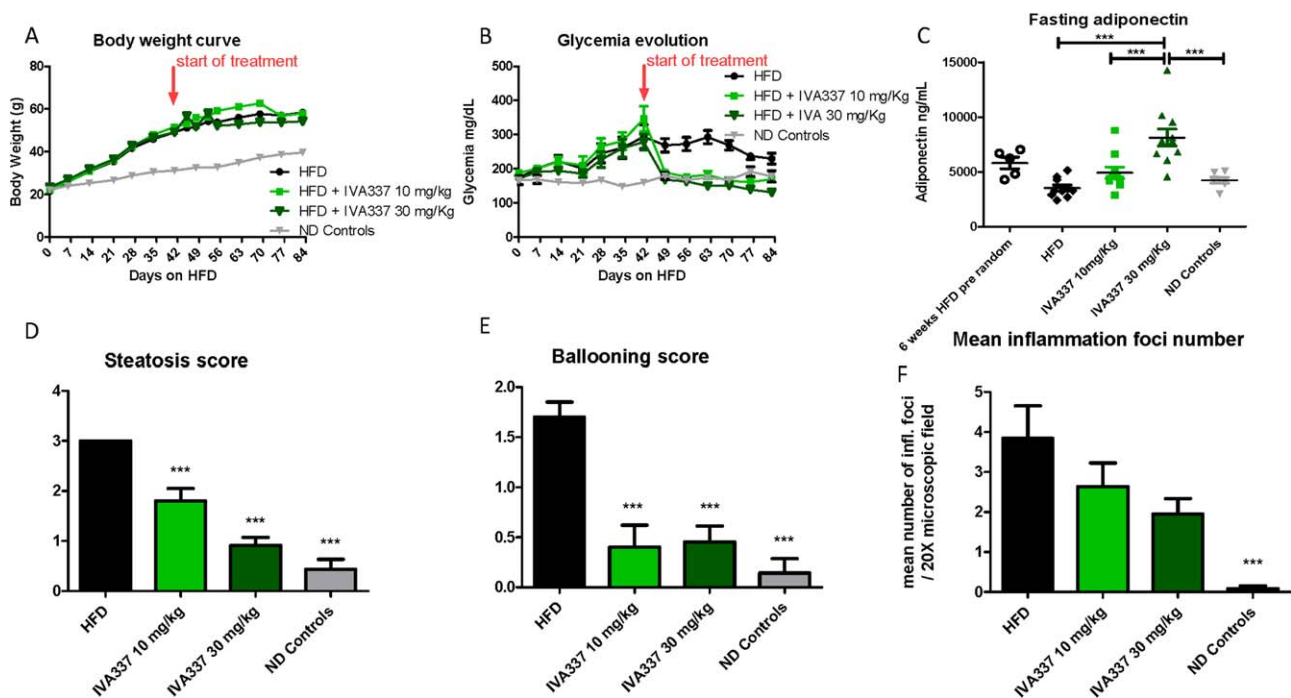 A
Body weight curve
start of treatment
Body Weight (g)
80
60
40
20
0
0 7 14 21 28 35 42 49 56 63 70 77 84
Days on HFD
HFD
HFD + IVA337 10 mg/kg
HFD + IVA337 30 mg/Kg
ND Controls
B
Glycemia evolution
start of treatment
Glycemia mg/dL
500
400
300
200
100
0
0 7 14 21 28 35 42 49 56 63 70 77 84
Days on HFD
HFD
HFD + IVA337 10 mg/Kg
HFD + IVA 30 mg/Kg
ND Controls
C
Fasting adiponectin
***
*** ***
Adiponectin ng/mL
15000
10000
5000
0
6 weeks HFD pre random
HFD
IVA337 10mg/Kg
IVA337 30 mg/Kg
ND Controls
D
Steatosis score
4
3
2
1
0
***
***
***
HFD
IVA337 10 mg/kg
IVA337 30 mg/kg
ND Controls
E
Ballooning score
2.0
1.5
1.0
0.5
0.0
***
***
***
HFD
IVA337 10 mg/kg
IVA337 30 mg/kg
ND Controls
Mean inflammation foci number
F
mean number of infl. foci
/ 20X microscopic field
5
4
3
2
1
0
***
HFD
IVA337 10 mg/kg
IVA337 30 mg/kg
ND Controls